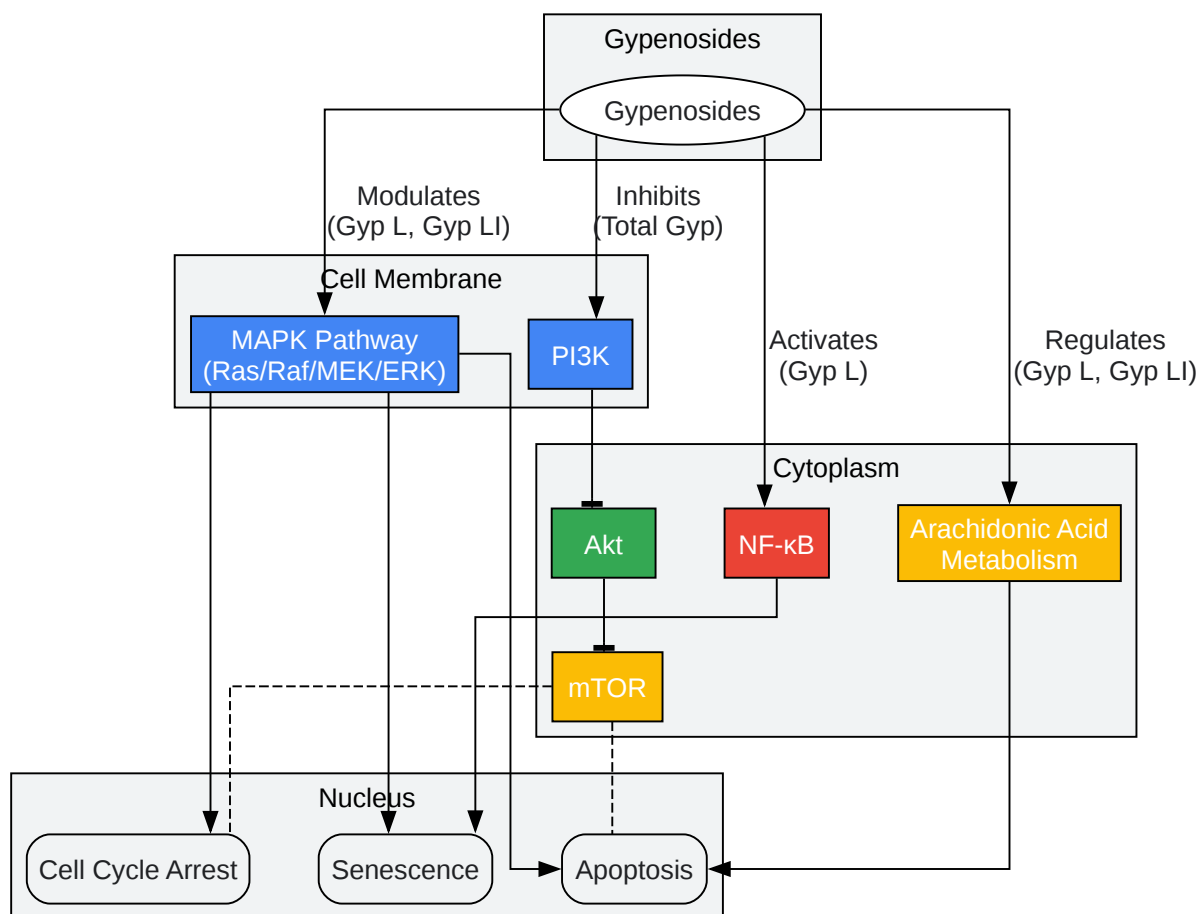 Gypenosides
Gypenosides
Modulates
(Gyp L, Gyp LI)
Inhibits
(Total Gyp)
Cell Membrane
MAPK Pathway
(Ras/Raf/MEK/ERK)
PI3K
Activates
(Gyp L)
Regulates
(Gyp L, Gyp LI)
Cytoplasm
Akt
NF-κB
Arachidonic Acid
Metabolism
mTOR
Nucleus
Cell Cycle Arrest
Senescence
Apoptosis